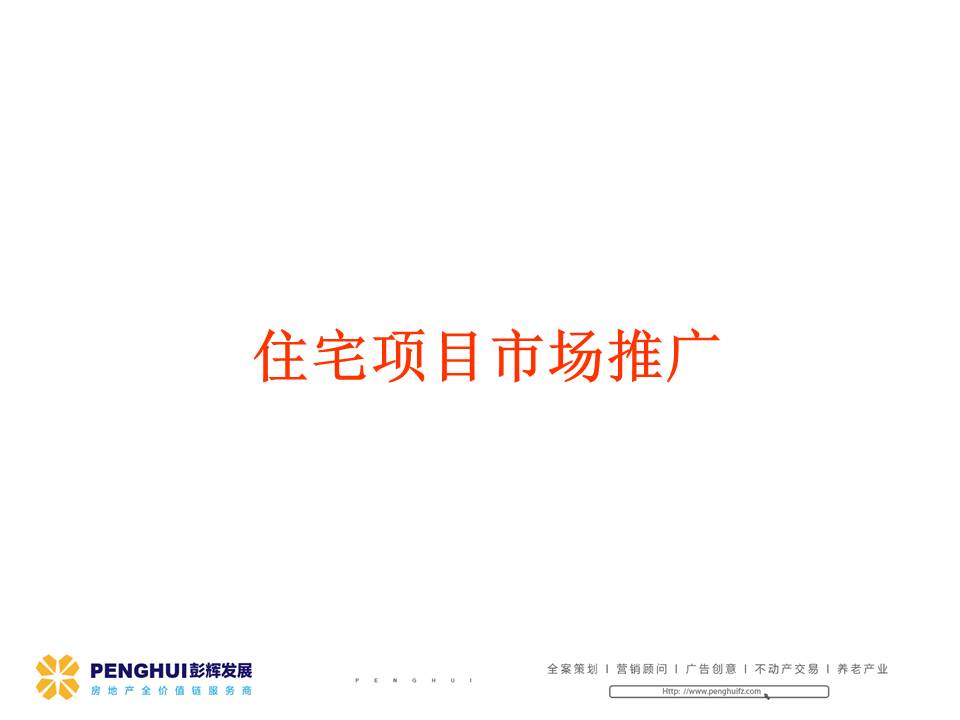 住宅项目市场推广
PENGHUI彭辉发展
房地产全价值链服务商
PENGHUI
全案策划 | 营销顾问 | 广告创意 | 不动产交易 | 养老产业
Http: //www.penghuifz.com